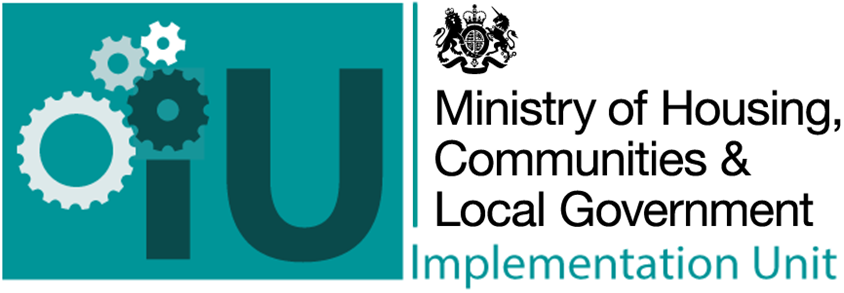 iU
Ministry of Housing,
Communities &
Local Government
Implementation Unit